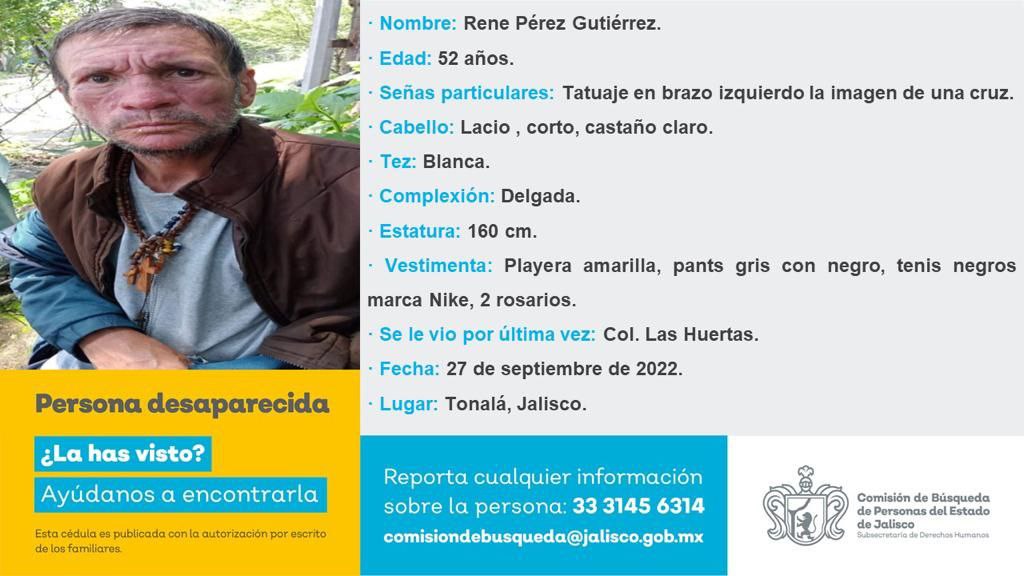 · Nombre: Rene Pérez Gutiérrez.
· Edad: 52 años.
· Señas particulares: Tatuaje en brazo izquierdo la imagen de una cruz.
· Cabello: Lacio , corto, castaño claro.
· Tez: Blanca.
· Complexión: Delgada.
· Estatura: 160 cm.
· Vestimenta: Playera amarilla, pants gris con negro, tenis negros
marca Nike, 2 rosarios.
· Se le vio por última vez: Col. Las Huertas.
· Fecha: 27 de septiembre de 2022.
· Lugar: Tonalá, Jalisco.
Persona desaparecida
¿La has visto?
Ayúdanos a encontrarla
Esta cédula es publicada con la autorización por escrito
de los familiares.
Reporta cualquier información
sobre la persona: 33 3145 6314
comisiondebusqueda@jalisco.gob.mx
Comisión de Búsqueda
de Personas del Estado
de Jalisco
Subsecretaría de Derechos Humanos